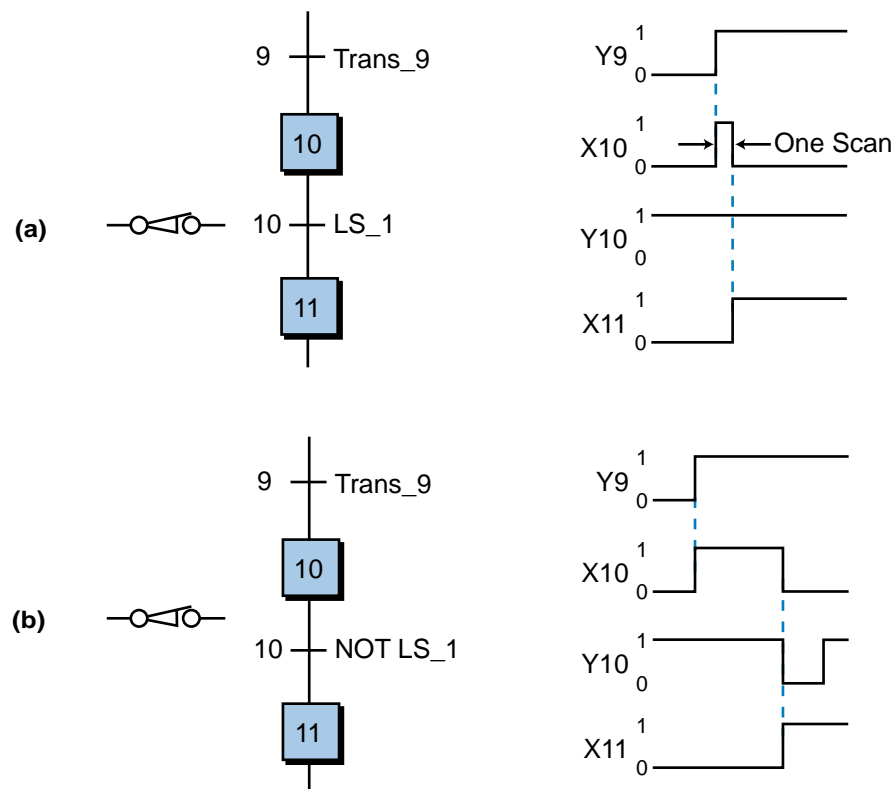 9 Trans_9
10
(a)
10 LS_1
11
Y9 1 0
X10 1 0 One Scan
Y10 1 0
X11 1 0
9 Trans_9
10
(b)
10 NOT LS_1
11
Y9 1 0
X10 1 0
Y10 1 0
X11 1 0